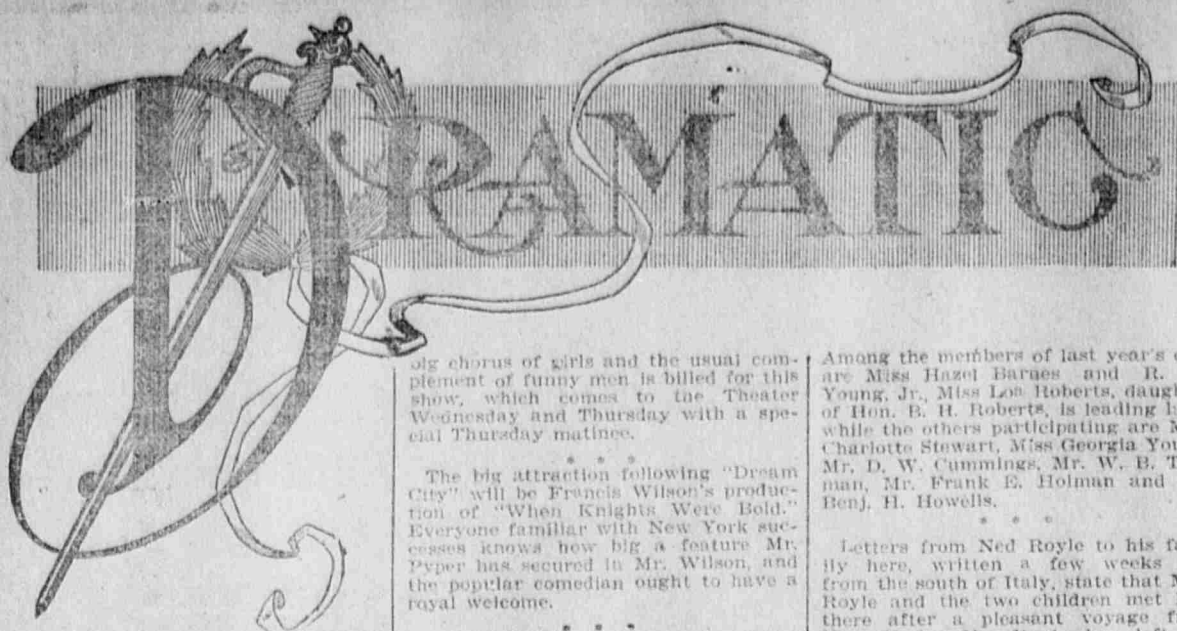 DRAMATIC
big chorus of girls and the usual com-
plement of funny men is billed for this
show, which comes to the Theater
Wednesday and Thursday with a spe-
cial Thursday matinee.
* * *
The big attraction following "Dream
City" will be Francis Wilson's produc-
tion of "When Knights Were Bold."
Everyone familiar with New York suc-
cesses knows how big a feature Mr.
Pyper has secured in Mr. Wilson, and
the popular comedian ought to have a
royal welcome.
* * *
Among the members of last year's
are Miss Hazel Barnes and R.
Young, Jr., Miss Loa Roberts, daugh
of Hon. B. H. Roberts, is leading
while the others participating are
Charlotte Stewart, Miss Georgia You
Mr. D. W. Cummings, Mr. W. B. T
man, Mr. Frank E. Holman and
Benj. H. Howells.
* * *
Letters from Ned Royle to his fa
ily here, written a few weeks
from the south of Italy, state that M
Royle and the two children met
there after a pleasant voyage f